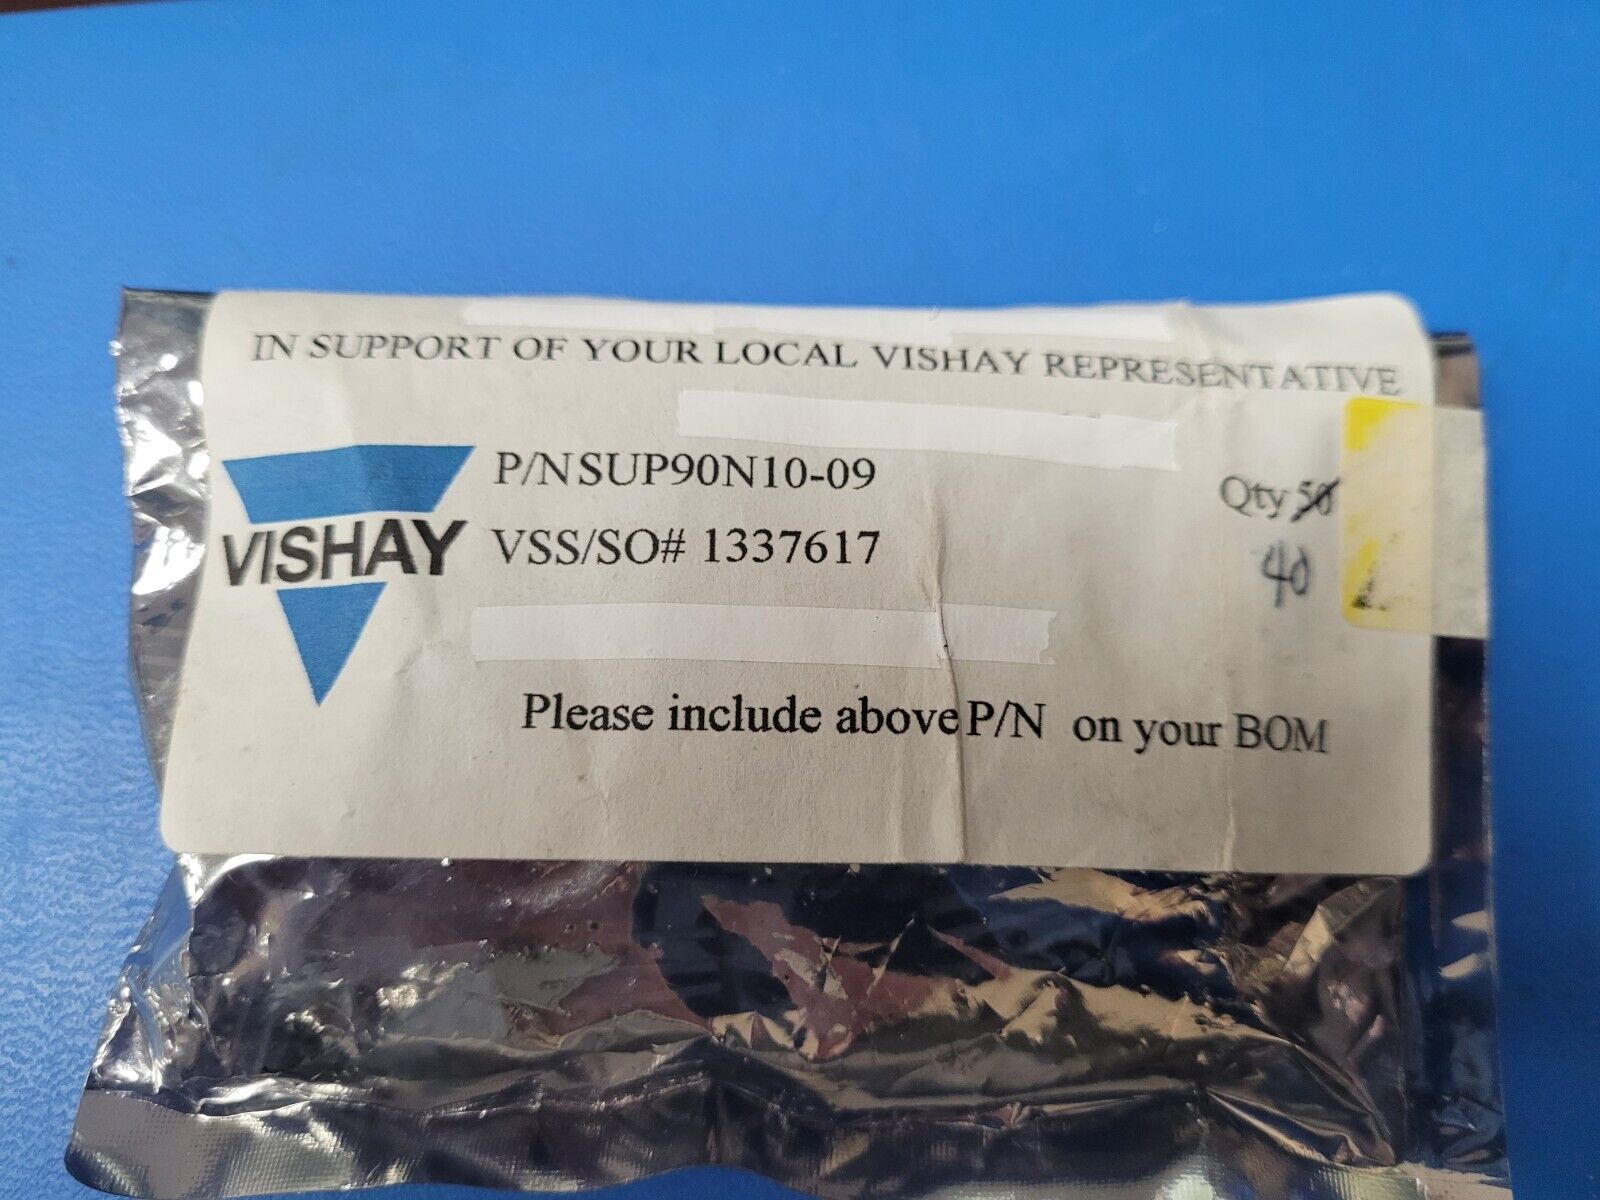 IN SUPPORT OF YOUR LOCAL VISHAY REPRESENTATIVE
VISHAY
P/N SUP90N10-09
Qty 50
VSS/SO# 1337617
40
Please include above P/N on your BOM